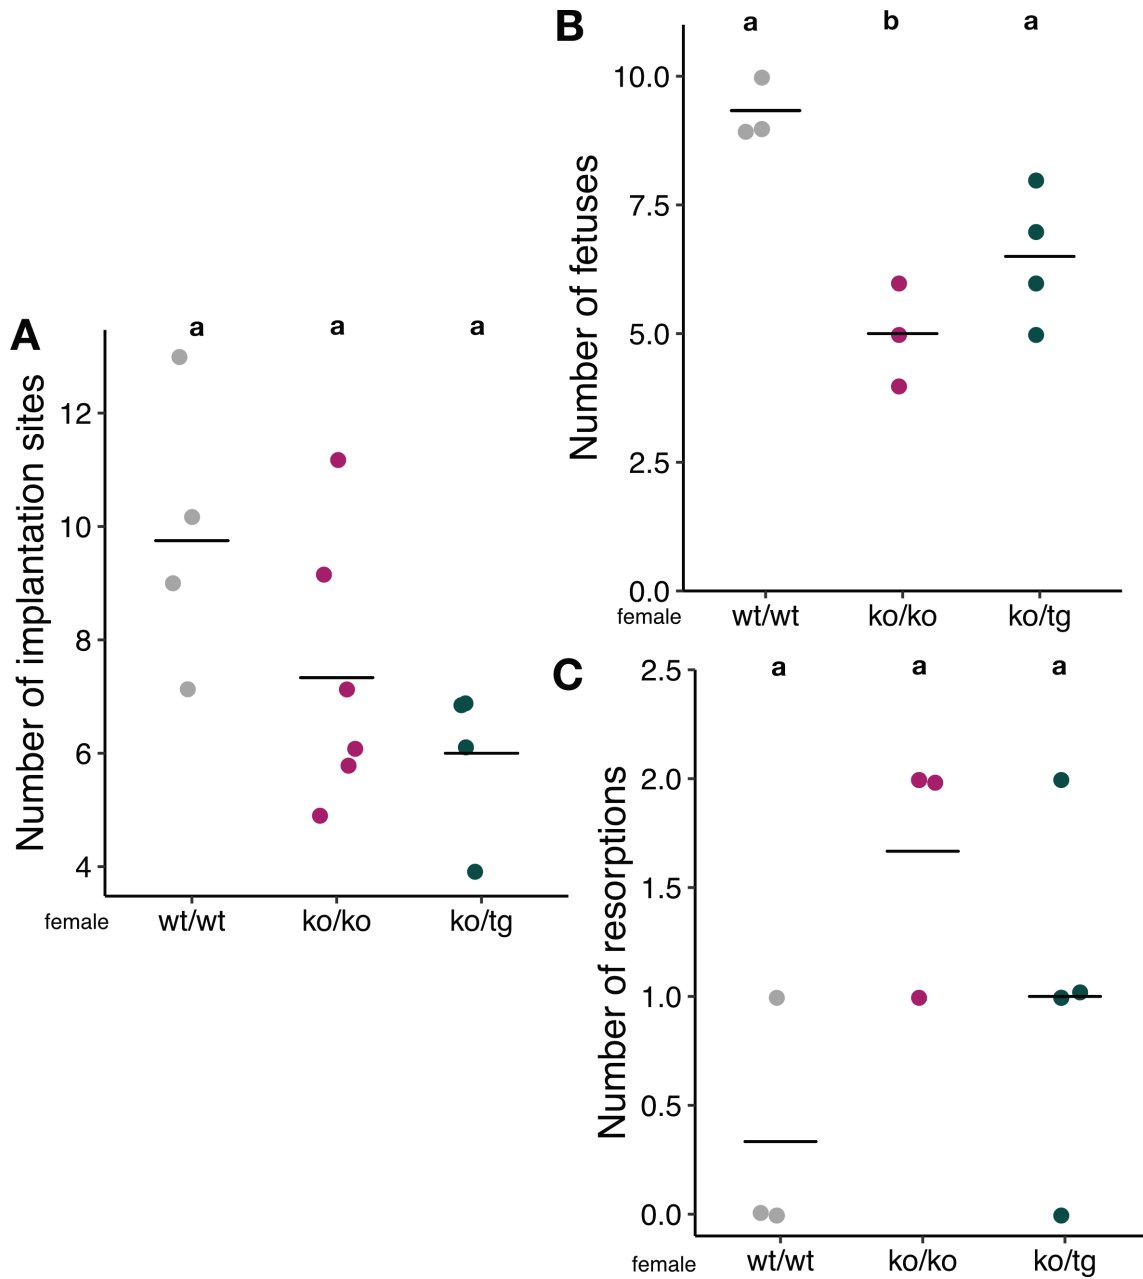 A
a a a
Number of implantation sites
12
10
8
6
4
female wt/wt ko/ko ko/tg
B
a b a
Number of fetuses
10.0
7.5
5.0
2.5
0.0
female wt/wt ko/ko ko/tg
C
a a a
Number of resorptions
2.5
2.0
1.5
1.0
0.5
0.0
female wt/wt ko/ko ko/tg